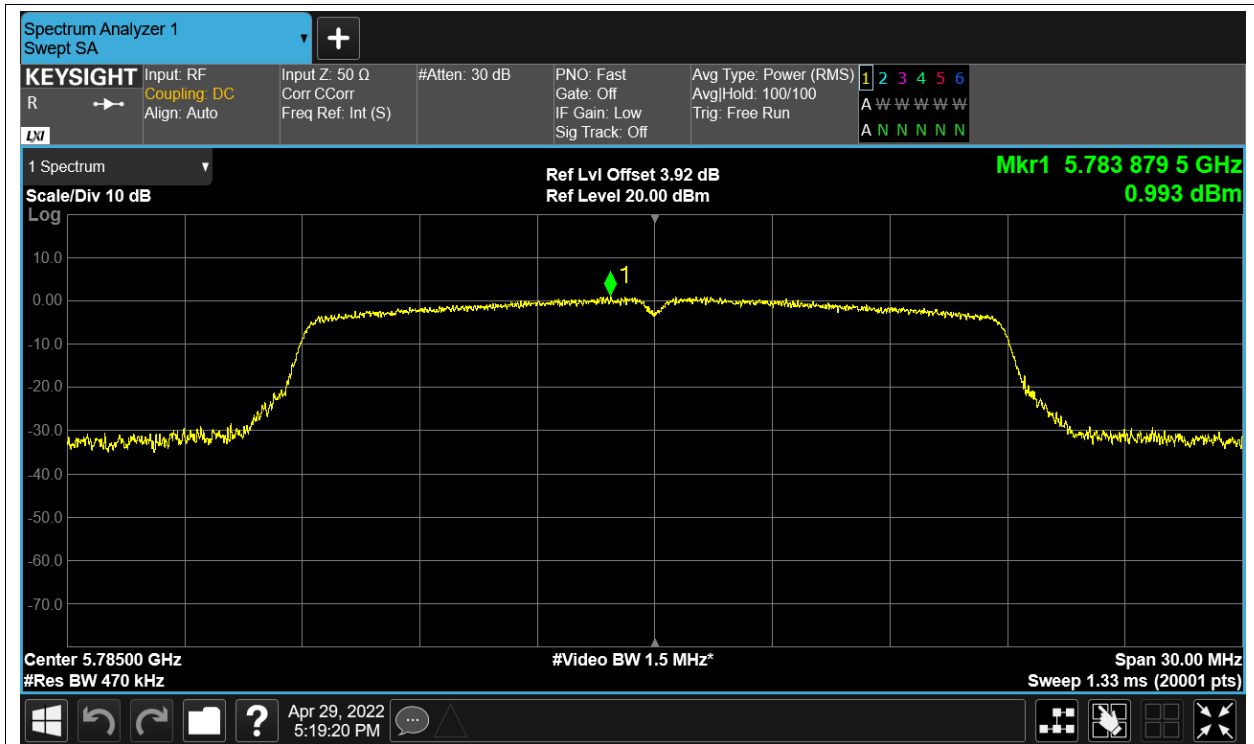 Spectrum Analyzer 1
Swept SA
+
KEYSIGHT
R
LXI
Input: RF
Coupling: DC
Align: Auto
Input Z: 50 Ω
Corr CCorr
Freq Ref: Int (S)
#Atten: 30 dB
PNO: Fast
Gate: Off
IF Gain: Low
Sig Track: Off
Avg Type: Power (RMS)
Avg|Hold: 100/100
Trig: Free Run
1 2 3 4 5 6
A W W W W W
A N N N N N
1 Spectrum
Scale/Div 10 dB
Log
Ref Lvl Offset 3.92 dB
Ref Level 20.00 dBm
Mkr1 5.783 879 5 GHz
0.993 dBm
1
10.0
0.00
-10.0
-20.0
-30.0
-40.0
-50.0
-60.0
-70.0
Center 5.78500 GHz
#Video BW 1.5 MHz*
Span 30.00 MHz
#Res BW 470 kHz
Sweep 1.33 ms (20001 pts)
?
Apr 29, 2022
5:19:20 PM